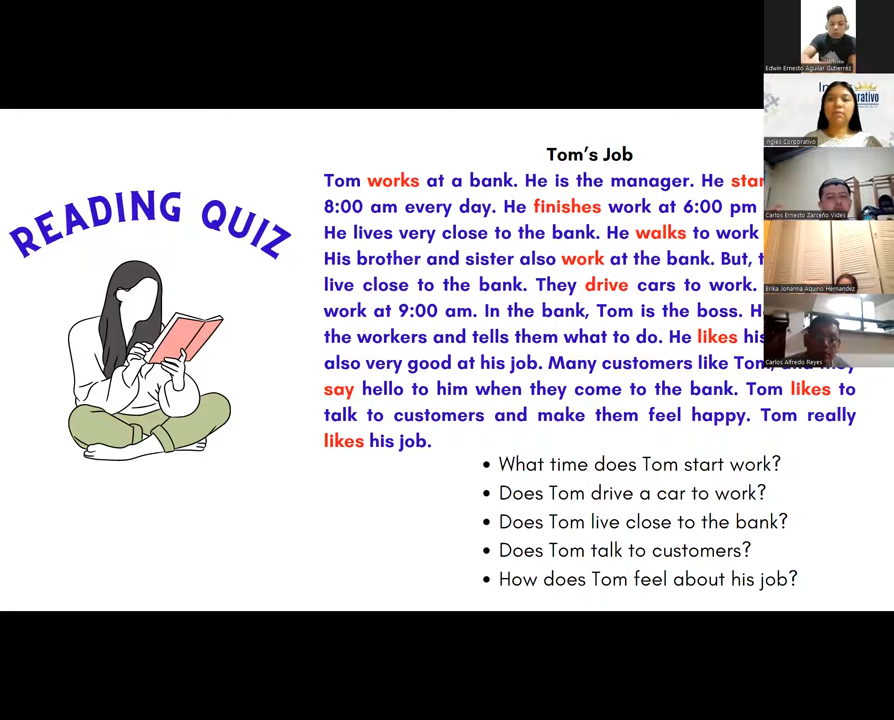 READING QUIZ
Tom's Job
Tom works at a bank. He is the manager. He
8:00 am every day. He finishes work at 6:00 pm
He lives very close to the bank. He walks to work
His brother and sister also work at the bank. But,
live close to the bank. They drive cars to work.
work at 9:00 am. In the bank, Tom is the boss.
the workers and tells them what to do. He likes
also very good at his job. Many customers like Tom,
say hello to him when they come to the bank. Tom likes to
talk to customers and make them feel happy. Tom really
likes his job.
• What time does Tom start work?
• Does Tom drive a car to work?
• Does Tom live close to the bank?
• Does Tom talk to customers?
• How does Tom feel about his job?
Edwin Ernesto Aguilar Gutierrez
Ingles Corporativo
Carlos Ernesto Zarceño Vides
Erika Johanna Aquino Hernandez
Carlos Alfredo Reyes